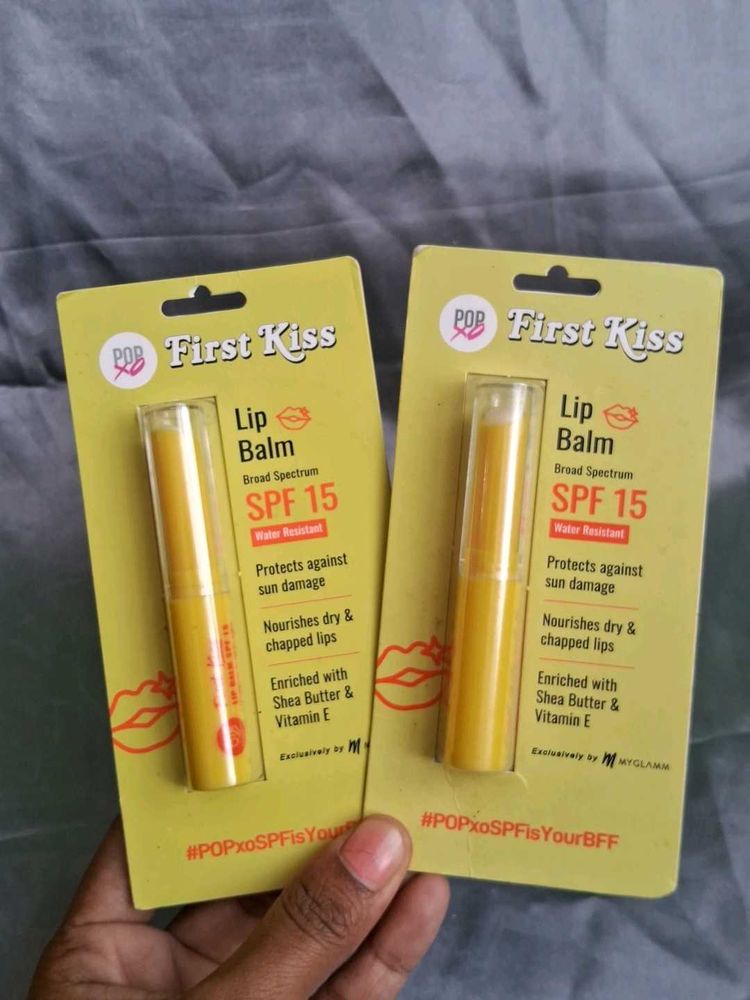 POP
XO
First Kiss
Lip
Balm
Broad Spectrum
SPF 15
Water Resistant
Protects against
sun damage
Nourishes dry &
chapped lips
Enriched with
Shea Butter &
Vitamin E
Exclusively by M
First Kiss
LIP BALM SPF 15
#POPxoSPFisYourB
POP
XO
First Kiss
Lip
Balm
Broad Spectrum
SPF 15
Water Resistant
Protects against
sun damage
Nourishes dry &
chapped lips
Enriched with
Shea Butter &
Vitamin E
Exclusively by M MYGLAMM
#POPxoSPFisYourBFF